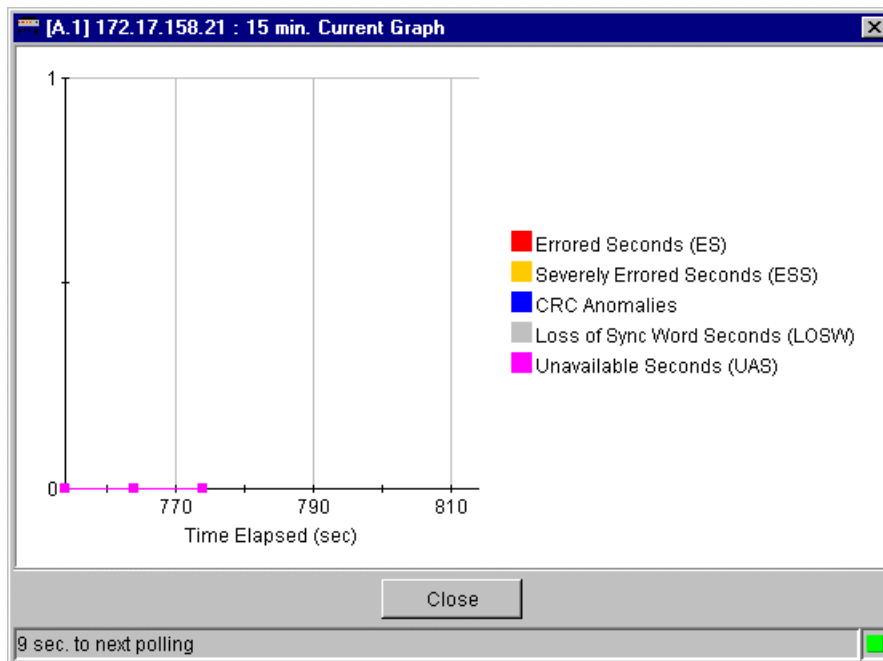 [A.1] 172.17.158.21 : 15 min. Current Graph
1
Errored Seconds (ES)
Severely Errored Seconds (ESS)
CRC Anomalies
Loss of Sync Word Seconds (LOSW)
Unavailable Seconds (UAS)
0
770 790 810
Time Elapsed (sec)
Close
9 sec. to next polling